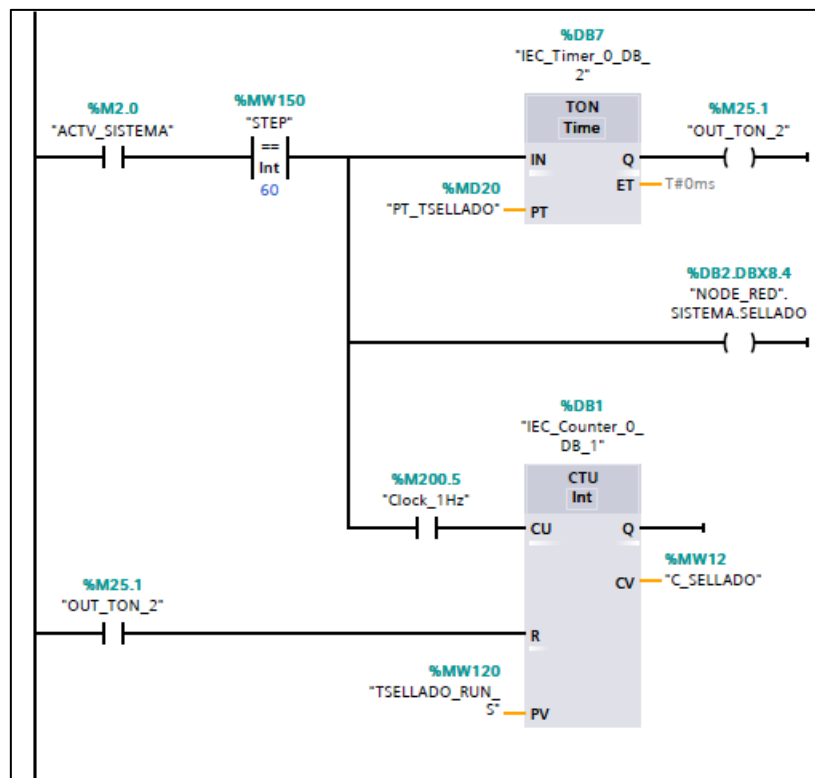 %DB7
"IEC_Timer_0_DB_
2"
%M2.0
"ACTV_SISTEMA"
%MW150
"STEP"
==
Int
60
TON
Time
%M25.1
"OUT_TON_2"
IN
Q
ET
T#0ms
%MD20
"PT_TSELLADO"
PT
%DB2.DBX8.4
"NODE_RED".
SISTEMA.SELLADO
%DB1
"IEC_Counter_0_
DB_1"
%M200.5
"Clock_1Hz"
CTU
Int
CU
Q
%MW12
CV
"C_SELLADO"
%M25.1
"OUT_TON_2"
R
%MW120
"TSELLADO_RUN_
S"
PV